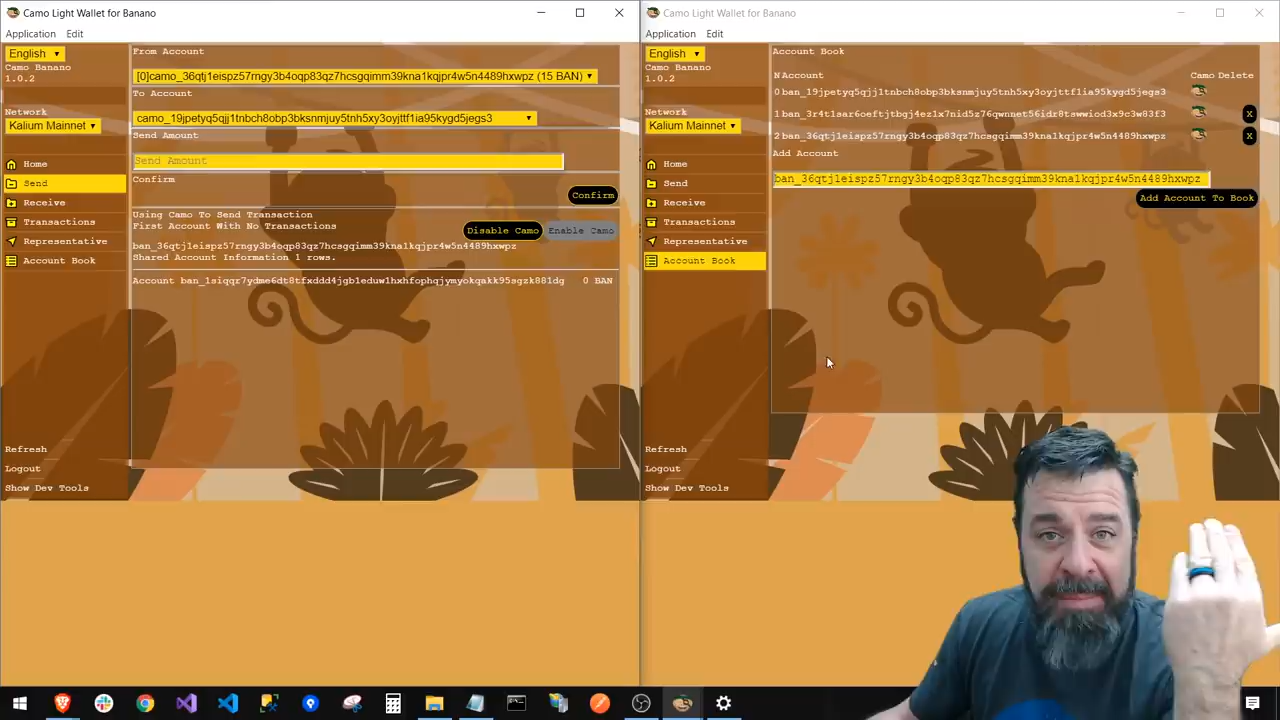 Camo Light Wallet for Banano
Application Edit
English
Camo Banano
1.0.2
Network
Kalium Mainnet
Home
Send
Receive
Transactions
Representative
Account Book
Refresh
Logout
Show Dev Tools
From Account
[0]camo_36qtj1eispz57rngy3b4oqp83qz7hcsgqimm39kna1kqjpr4w5n4489hxwpz (15 BAN)
To Account
camo_19jpetyq5qjj1tnbch8obp3bksnmjuy5tnh5xy3oyjttf1ia95kygd5jegs3
Send Amount
Send Amount
Confirm
Confirm
Using Camo To Send Transaction
First Account With No Transactions
Disable Camo
Enable Camo
ban_36qtj1eispz57rngy3b4oqp83qz7hcsgqimm39kna1kqjpr4w5n4489hxwpz
Shared Account Information 1 rows.
Account ban_1siqqr7ydme6dt8tfxddd4jgb1eduw1hxhfophqjymyokqakk95sgzk881dg 0 BAN
Camo Light Wallet for Banano
Application Edit
English
Camo Banano
1.0.2
Network
Kalium Mainnet
Home
Send
Receive
Transactions
Representative
Account Book
Refresh
Logout
Show Dev Tools
Account Book
N Account Camo Delete
0 ban_19jpetyq5qjj1tnbch8obp3bksnmjuy5tnh5xy3oyjttf1ia95kygd5jegs3
1 ban_3r4t1sar6oeftjtbgj4ez1x7nid5z76qwnnet56idr8tswwiod3x9c3w83f3 X
2 ban_36qtj1eispz57rngy3b4oqp83qz7hcsgqimm39kna1kqjpr4w5n4489hxwpz X
Add Account
ban_36qtj1eispz57rngy3b4oqp83qz7hcsgqimm39kna1kqjpr4w5n4489hxwpz
Add Account To Book